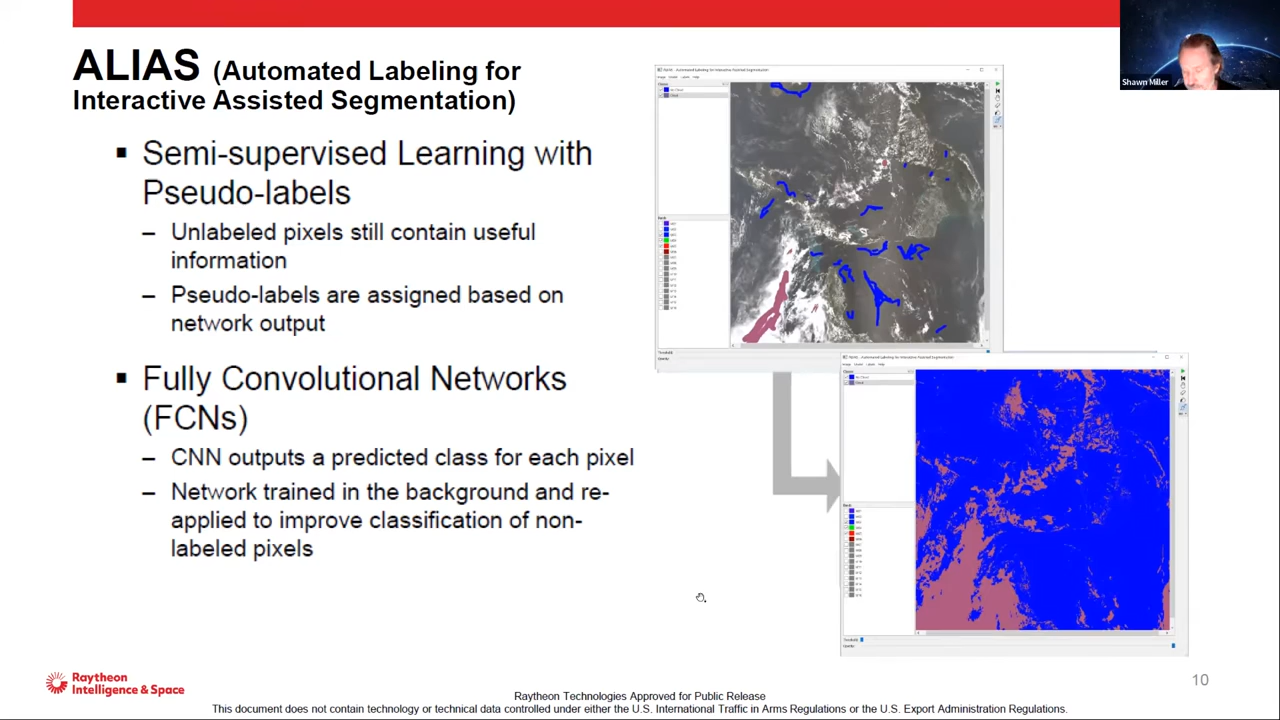 ALIAS (Automated Labeling for
Interactive Assisted Segmentation)
Shawn Miller
▪ Semi-supervised Learning with
Pseudo-labels
– Unlabeled pixels still contain useful
information
– Pseudo-labels are assigned based on
network output
▪ Fully Convolutional Networks
(FCNs)
– CNN outputs a predicted class for each pixel
– Network trained in the background and re-
applied to improve classification of non-
labeled pixels
Raytheon
Intelligence & Space
10
Raytheon Technologies Approved for Public Release
This document does not contain technology or technical data controlled under either the U.S. International Traffic in Arms Regulations or the U.S. Export Administration Regulations.